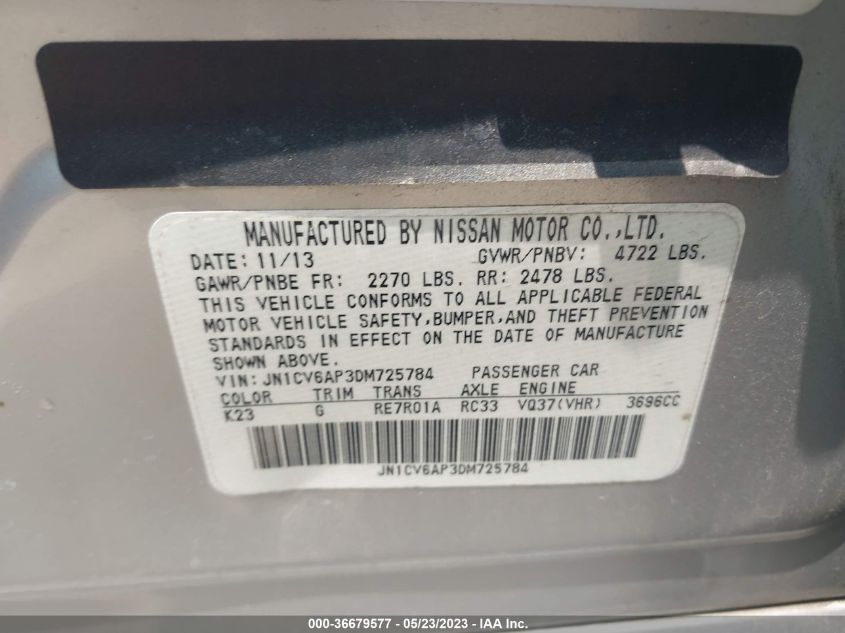 MANUFACTURED BY NISSAN MOTOR CO.,LTD.
DATE: 11/13 GVWR/PNBV: 4722 LBS.
GAWR/PNBE FR: 2270 LBS. RR: 2478 LBS.
THIS VEHICLE CONFORMS TO ALL APPLICABLE FEDERAL
MOTOR VEHICLE SAFETY,BUMPER,AND THEFT PREVENTION
STANDARDS IN EFFECT ON THE DATE OF MANUFACTURE
SHOWN ABOVE.
VIN: JN1CV6AP3DM725784 PASSENGER CAR
COLOR TRIM TRANS AXLE ENGINE
K23 G RE7R01A RC33 VQ37(VHR) 3696CC
JN1CV6AP3DM725784
000-36679577 - 05/23/2023 - IAA Inc.